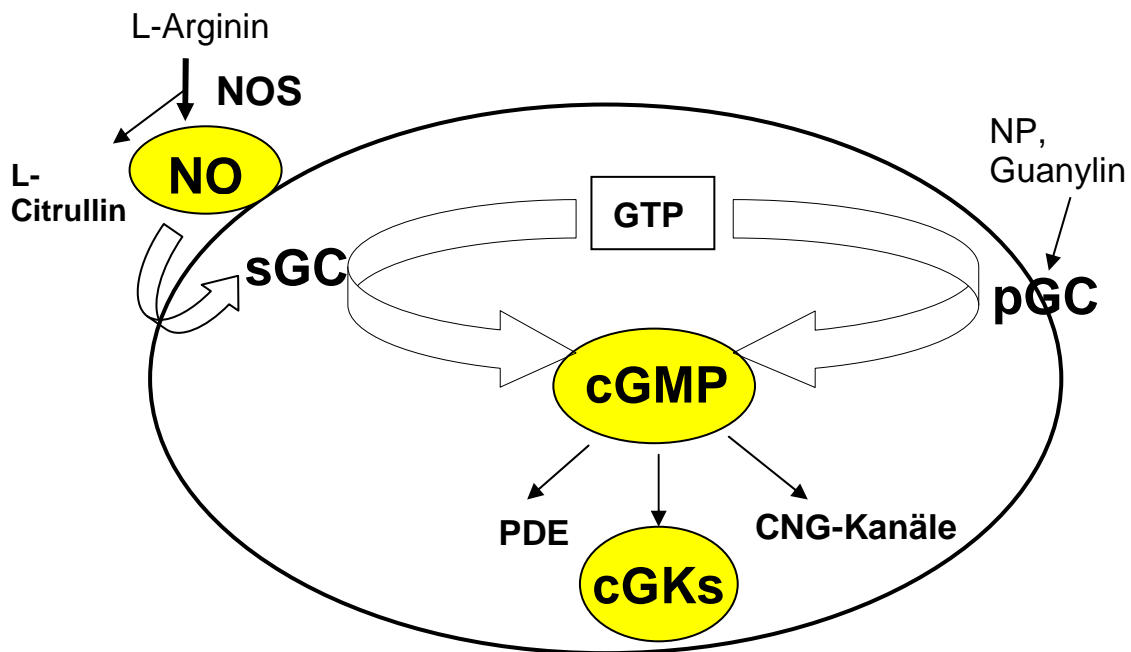 L-Arginin
NOS
NO
L-
Citrullin
NP,
Guanylin
GTP
sGC
pGC
cGMP
PDE
CNG-Kanäle
cGKs